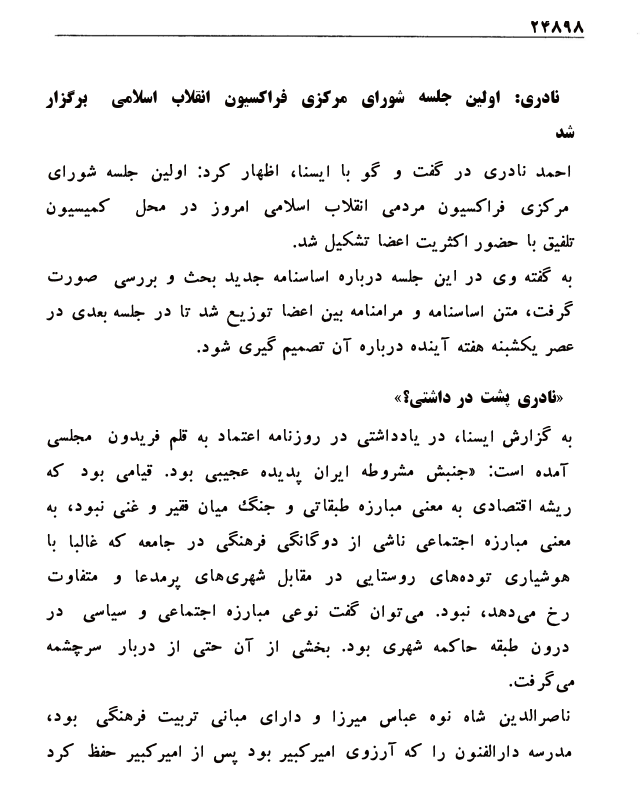 ۲۴۸۹۸
نادری: اولین جلسه شورای مرکزی فراکسیون انقلاب اسلامی برگزار
شد
احمد نادری در گفت و گو با ایسنا، اظهار کرد: اولین جلسه شورای
مرکزی فراکسیون مردمی انقلاب اسلامی امروز در محل کمیسیون
تلفیق با حضور اکثریت اعضا تشکیل شد.
به گفته وی در این جلسه درباره اساسنامه جدید بحث و بررسی صورت
گرفت، متن اساسنامه و مرامنامه بین اعضا توزیع شد تا در جلسه بعدی در
عصر یکشبنه هفته آینده درباره آن تصمیم گیری شود.
«نادری پشت در داشتی؟»
به گزارش ایسنا، در یادداشتی در روزنامه اعتماد به قلم فریدون مجلسی
آمده است: «جنبش مشروطه ایران پدیده عجیبی بود. قیامی بود که
ریشه اقتصادی به معنی مبارزه طبقاتی و جنگ میان فقیر و غنی نبود، به
معنی مبارزه اجتماعی ناشی از دوگانگی فرهنگی در جامعه که غالبا با
هوشیاری توده‌های روستایی در مقابل شهری‌های پرمدعا و متفاوت
رخ می‌دهد، نبود. می‌توان گفت نوعی مبارزه اجتماعی و سیاسی در
درون طبقه حاکمه شهری بود. بخشی از آن حتی از دربار سرچشمه
می‌گرفت.
ناصرالدین شاه نوه عباس میرزا و دارای مبانی تربیت فرهنگی بود،
مدرسه دارالفنون را که آرزوی امیرکبیر بود پس از امیرکبیر حفظ کرد